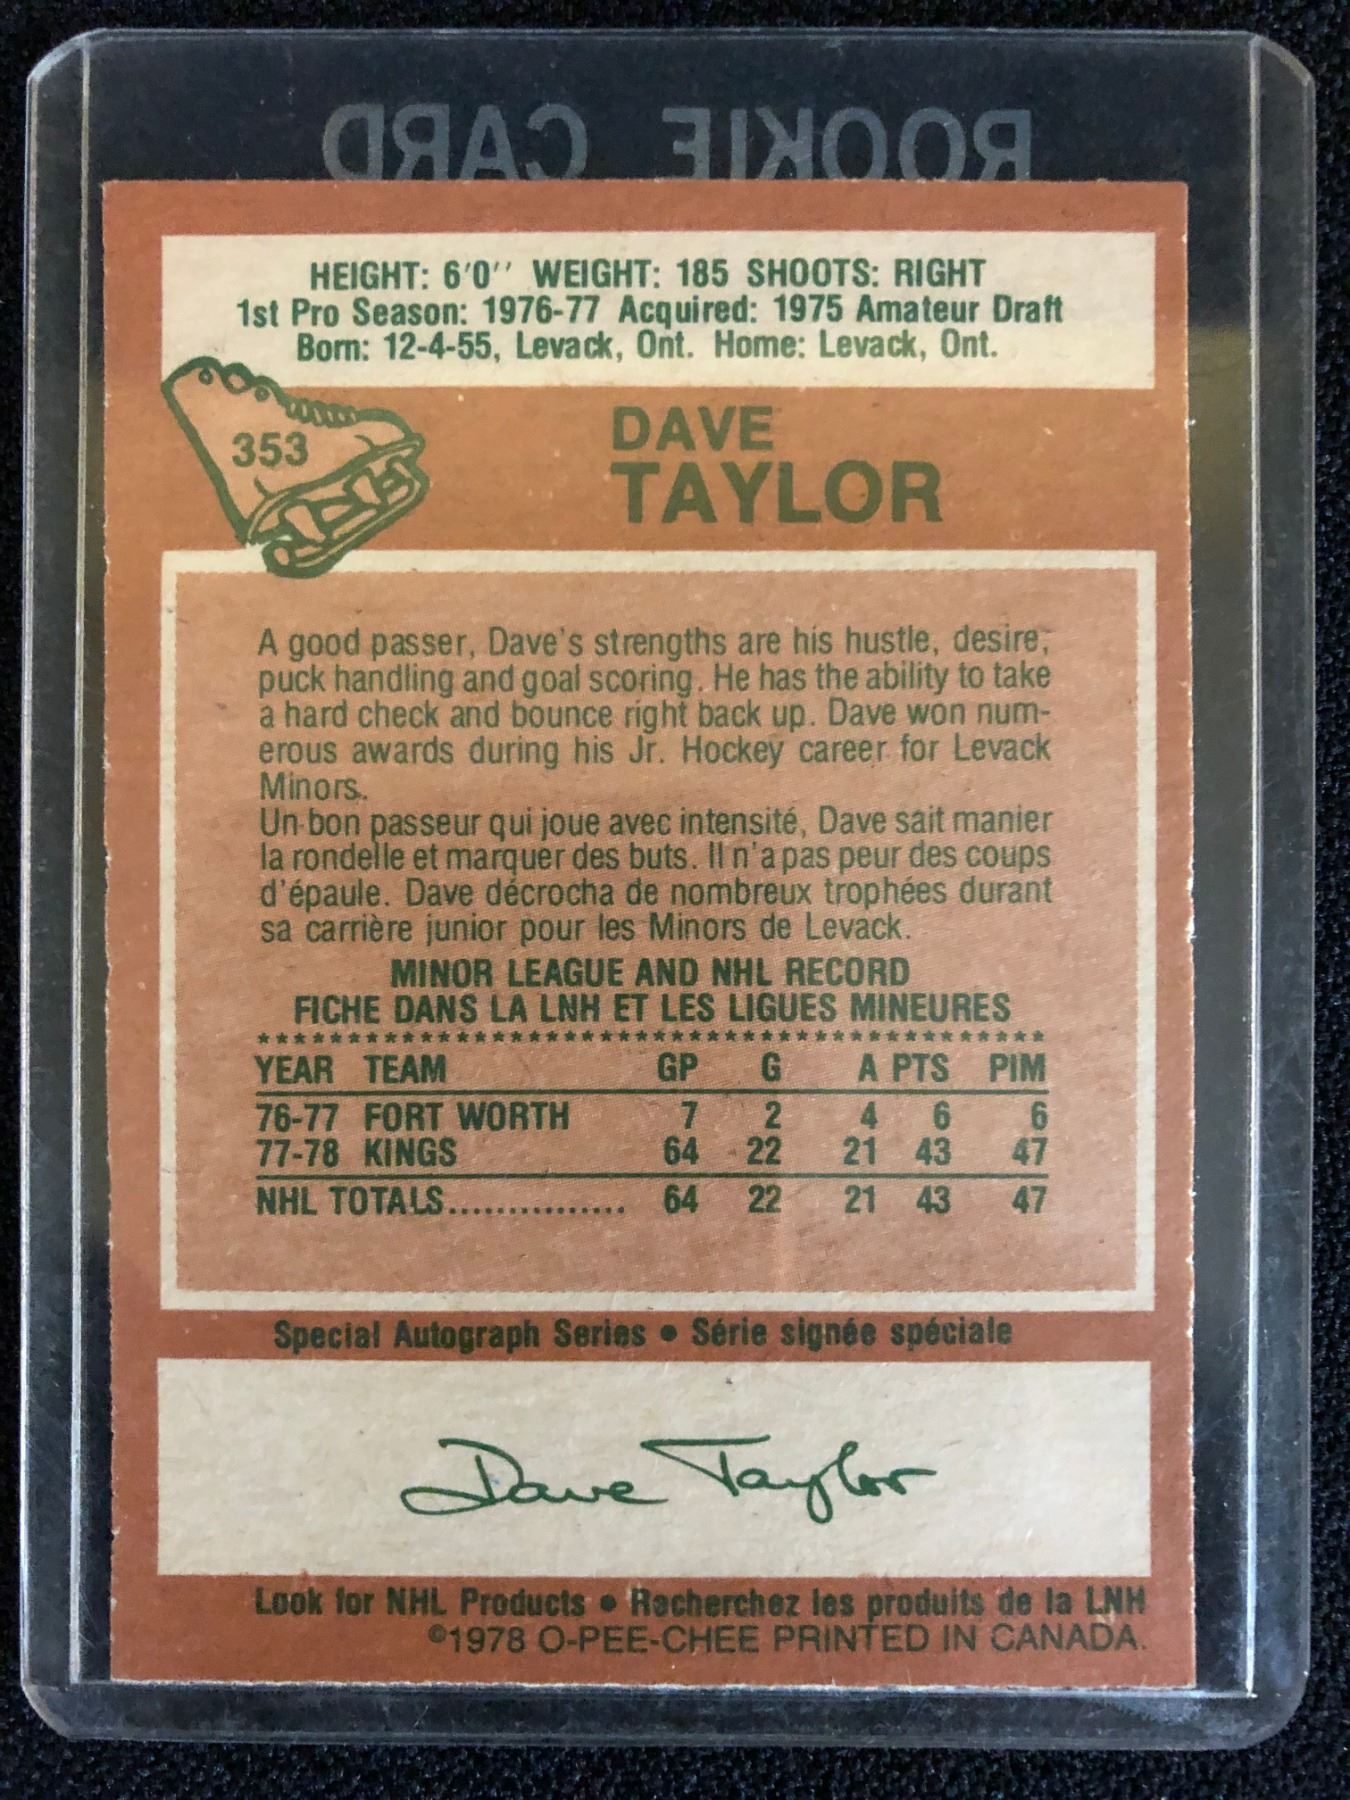 ROOKIE CARD
HEIGHT: 6'0'' WEIGHT: 185 SHOOTS: RIGHT
1st Pro Season: 1976-77 Acquired: 1975 Amateur Draft
Born: 12-4-55, Levack, Ont. Home: Levack, Ont.
353
DAVE
TAYLOR
A good passer, Dave's strengths are his hustle, desire,
puck handling and goal scoring. He has the ability to take
a hard check and bounce right back up. Dave won num-
erous awards during his Jr. Hockey career for Levack
Minors.
Un bon passeur qui joue avec intensité, Dave sait manier
la rondelle et marquer des buts. Il n'a pas peur des coups
d'épaule. Dave décrocha de nombreux trophées durant
sa carrière junior pour les Minors de Levack.
MINOR LEAGUE AND NHL RECORD
FICHE DANS LA LNH ET LES LIGUES MINEURES
YEAR TEAM GP G A PTS PIM
76-77 FORT WORTH 7 2 4 6 6
77-78 KINGS 64 22 21 43 47
NHL TOTALS............... 64 22 21 43 47
Special Autograph Series • Série signée spéciale
Dave Taylor
Look for NHL Products • Recherchez les produits de la LNH
©1978 O-PEE-CHEE PRINTED IN CANADA.